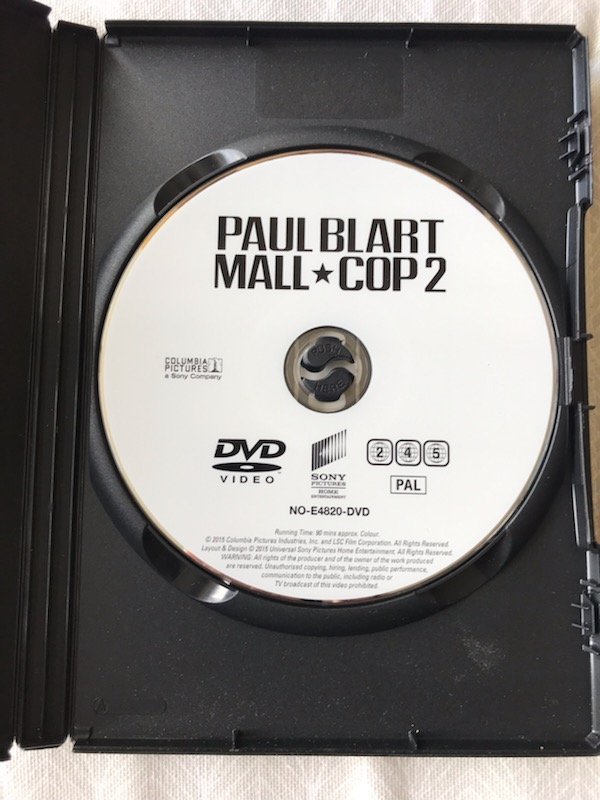 PAUL BLART
MALL★COP 2
PUSH
HERE
COLUMBIA
PICTURES
a Sony Company
DVD
VIDEO
SONY
PICTURES
HOME
ENTERTAINMENT
2 4 5
PAL
NO-E4820-DVD
Running Time: 90 mins approx. Colour.
© 2015 Columbia Pictures Industries, Inc. and LSC Film Corporation. All Rights Reserved.
Layout & Design © 2015 Universal Sony Pictures Home Entertainment. All Rights Reserved.
WARNING: All rights of the producer and of the owner of the work produced
are reserved. Unauthorised copying, hiring, lending, public performance,
communication to the public, including radio or
TV broadcast of this video prohibited.